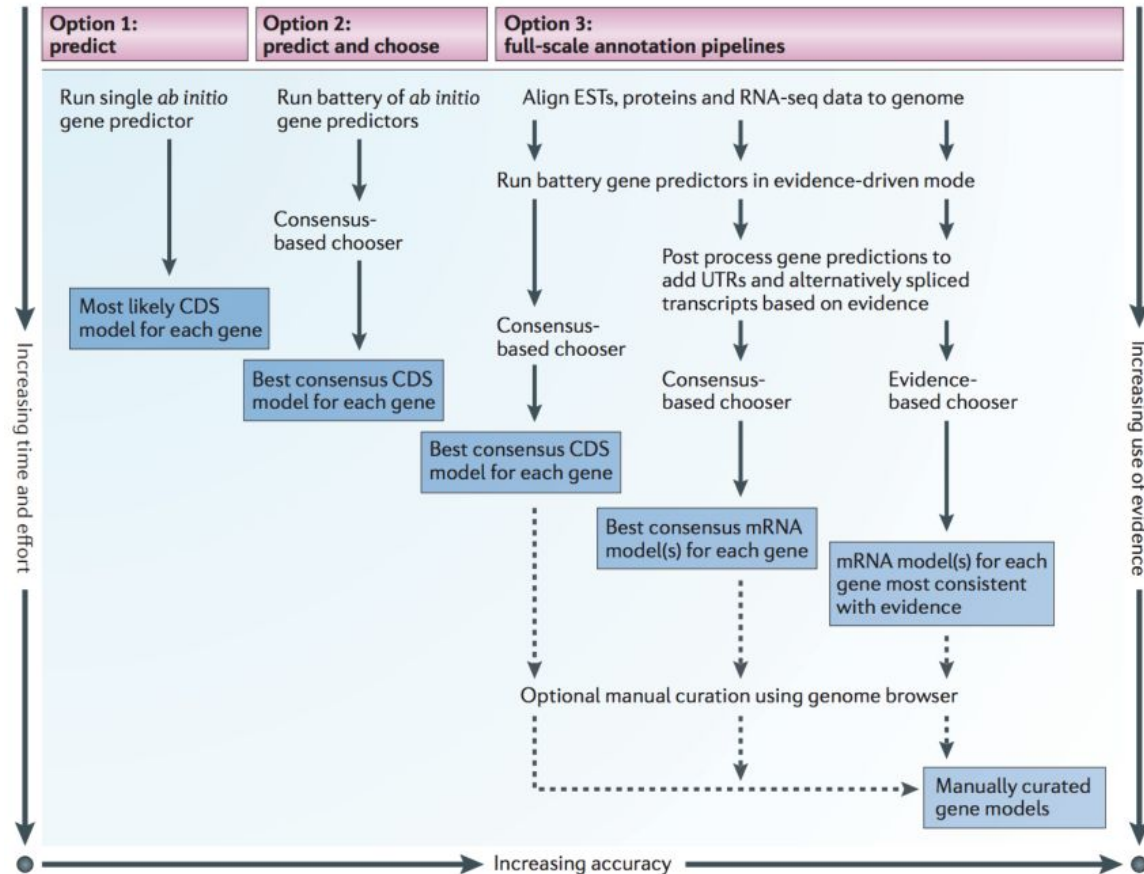 Option 1:
predict
Option 2:
predict and choose
Option 3:
full-scale annotation pipelines
Run single ab initio
gene predictor
Run battery of ab initio
gene predictors
Align ESTs, proteins and RNA-seq data to genome
Run battery gene predictors in evidence-driven mode
Consensus-
based chooser
Post process gene predictions to
add UTRs and alternatively spliced
transcripts based on evidence
Most likely CDS
model for each gene
Consensus-
based chooser
Best consensus CDS
model for each gene
Consensus-
based chooser
Evidence-
based chooser
Best consensus CDS
model for each gene
Best consensus mRNA
model(s) for each gene
mRNA model(s) for each
gene most consistent
with evidence
Optional manual curation using genome browser
Manually curated
gene models
Increasing time and effort
Increasing use of evidence
Increasing accuracy